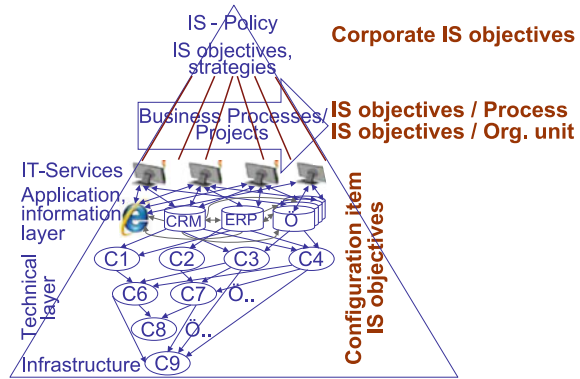 IS - Policy
Corporate IS objectives
IS objectives,
strategies
Business Processes/
Projects
IS objectives / Process
IS objectives / Org. unit
IT-Services
Application,
information
layer
CRM
ERP
Ö
C1
C2
C3
C4
C6
C7
Ö..
C8
Ö..
Technical
layer
Configuration item
IS objectives
Infrastructure
C9